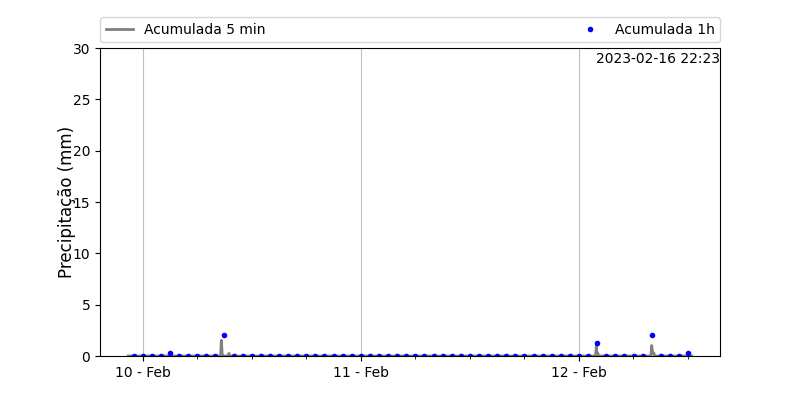 Acumulada 5 min
Acumulada 1h
2023-02-16 22:23
Precipitação (mm)
30
25
20
15
10
5
0
10 - Feb
11 - Feb
12 - Feb